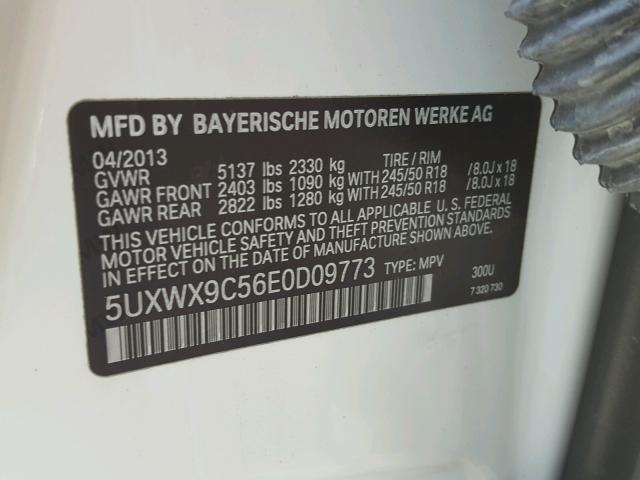 MFD BY BAYERISCHE MOTOREN WERKE AG
04/2013 TIRE / RIM
GVWR 5137 lbs 2330 kg
GAWR FRONT 2403 lbs 1090 kg WITH 245/50 R18 /8.0J x 18
GAWR REAR 2822 lbs 1280 kg WITH 245/50 R18 /8.0J x 18
THIS VEHICLE CONFORMS TO ALL APPLICABLE U. S. FEDERAL
MOTOR VEHICLE SAFETY AND THEFT PREVENTION STANDARDS
IN EFFECT ON THE DATE OF MANUFACTURE SHOWN ABOVE.
5UXWX9C56E0D09773 TYPE: MPV 300U
7 320 730